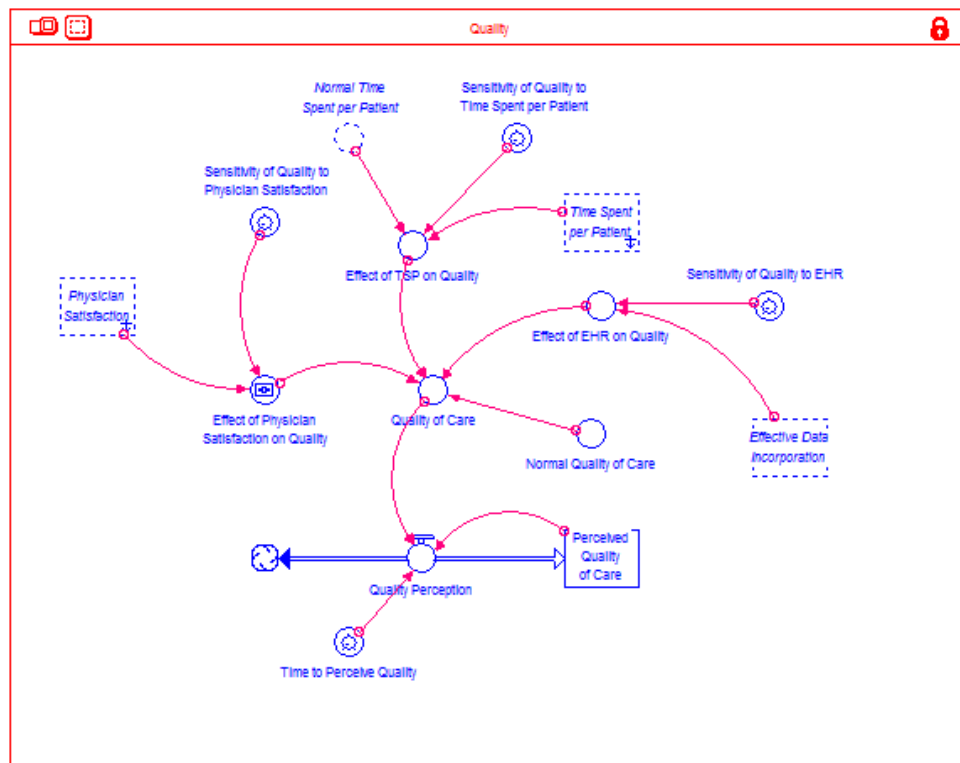 Quality
Normal Time
Spent per Patient
Sensitivity of Quality to
Time Spent per Patient
Sensitivity of Quality to
Physician Satisfaction
Time Spent
per Patient
Effect of TSP on Quality
Sensitivity of Quality to EHR
Physician
Satisfaction
Effect of EHR on Quality
Effect of Physician
Satisfaction on Quality
Quality of Care
Normal Quality of Care
Effective Data
Incorporation
Perceived
Quality
of Care
Quality Perception
Time to Perceive Quality